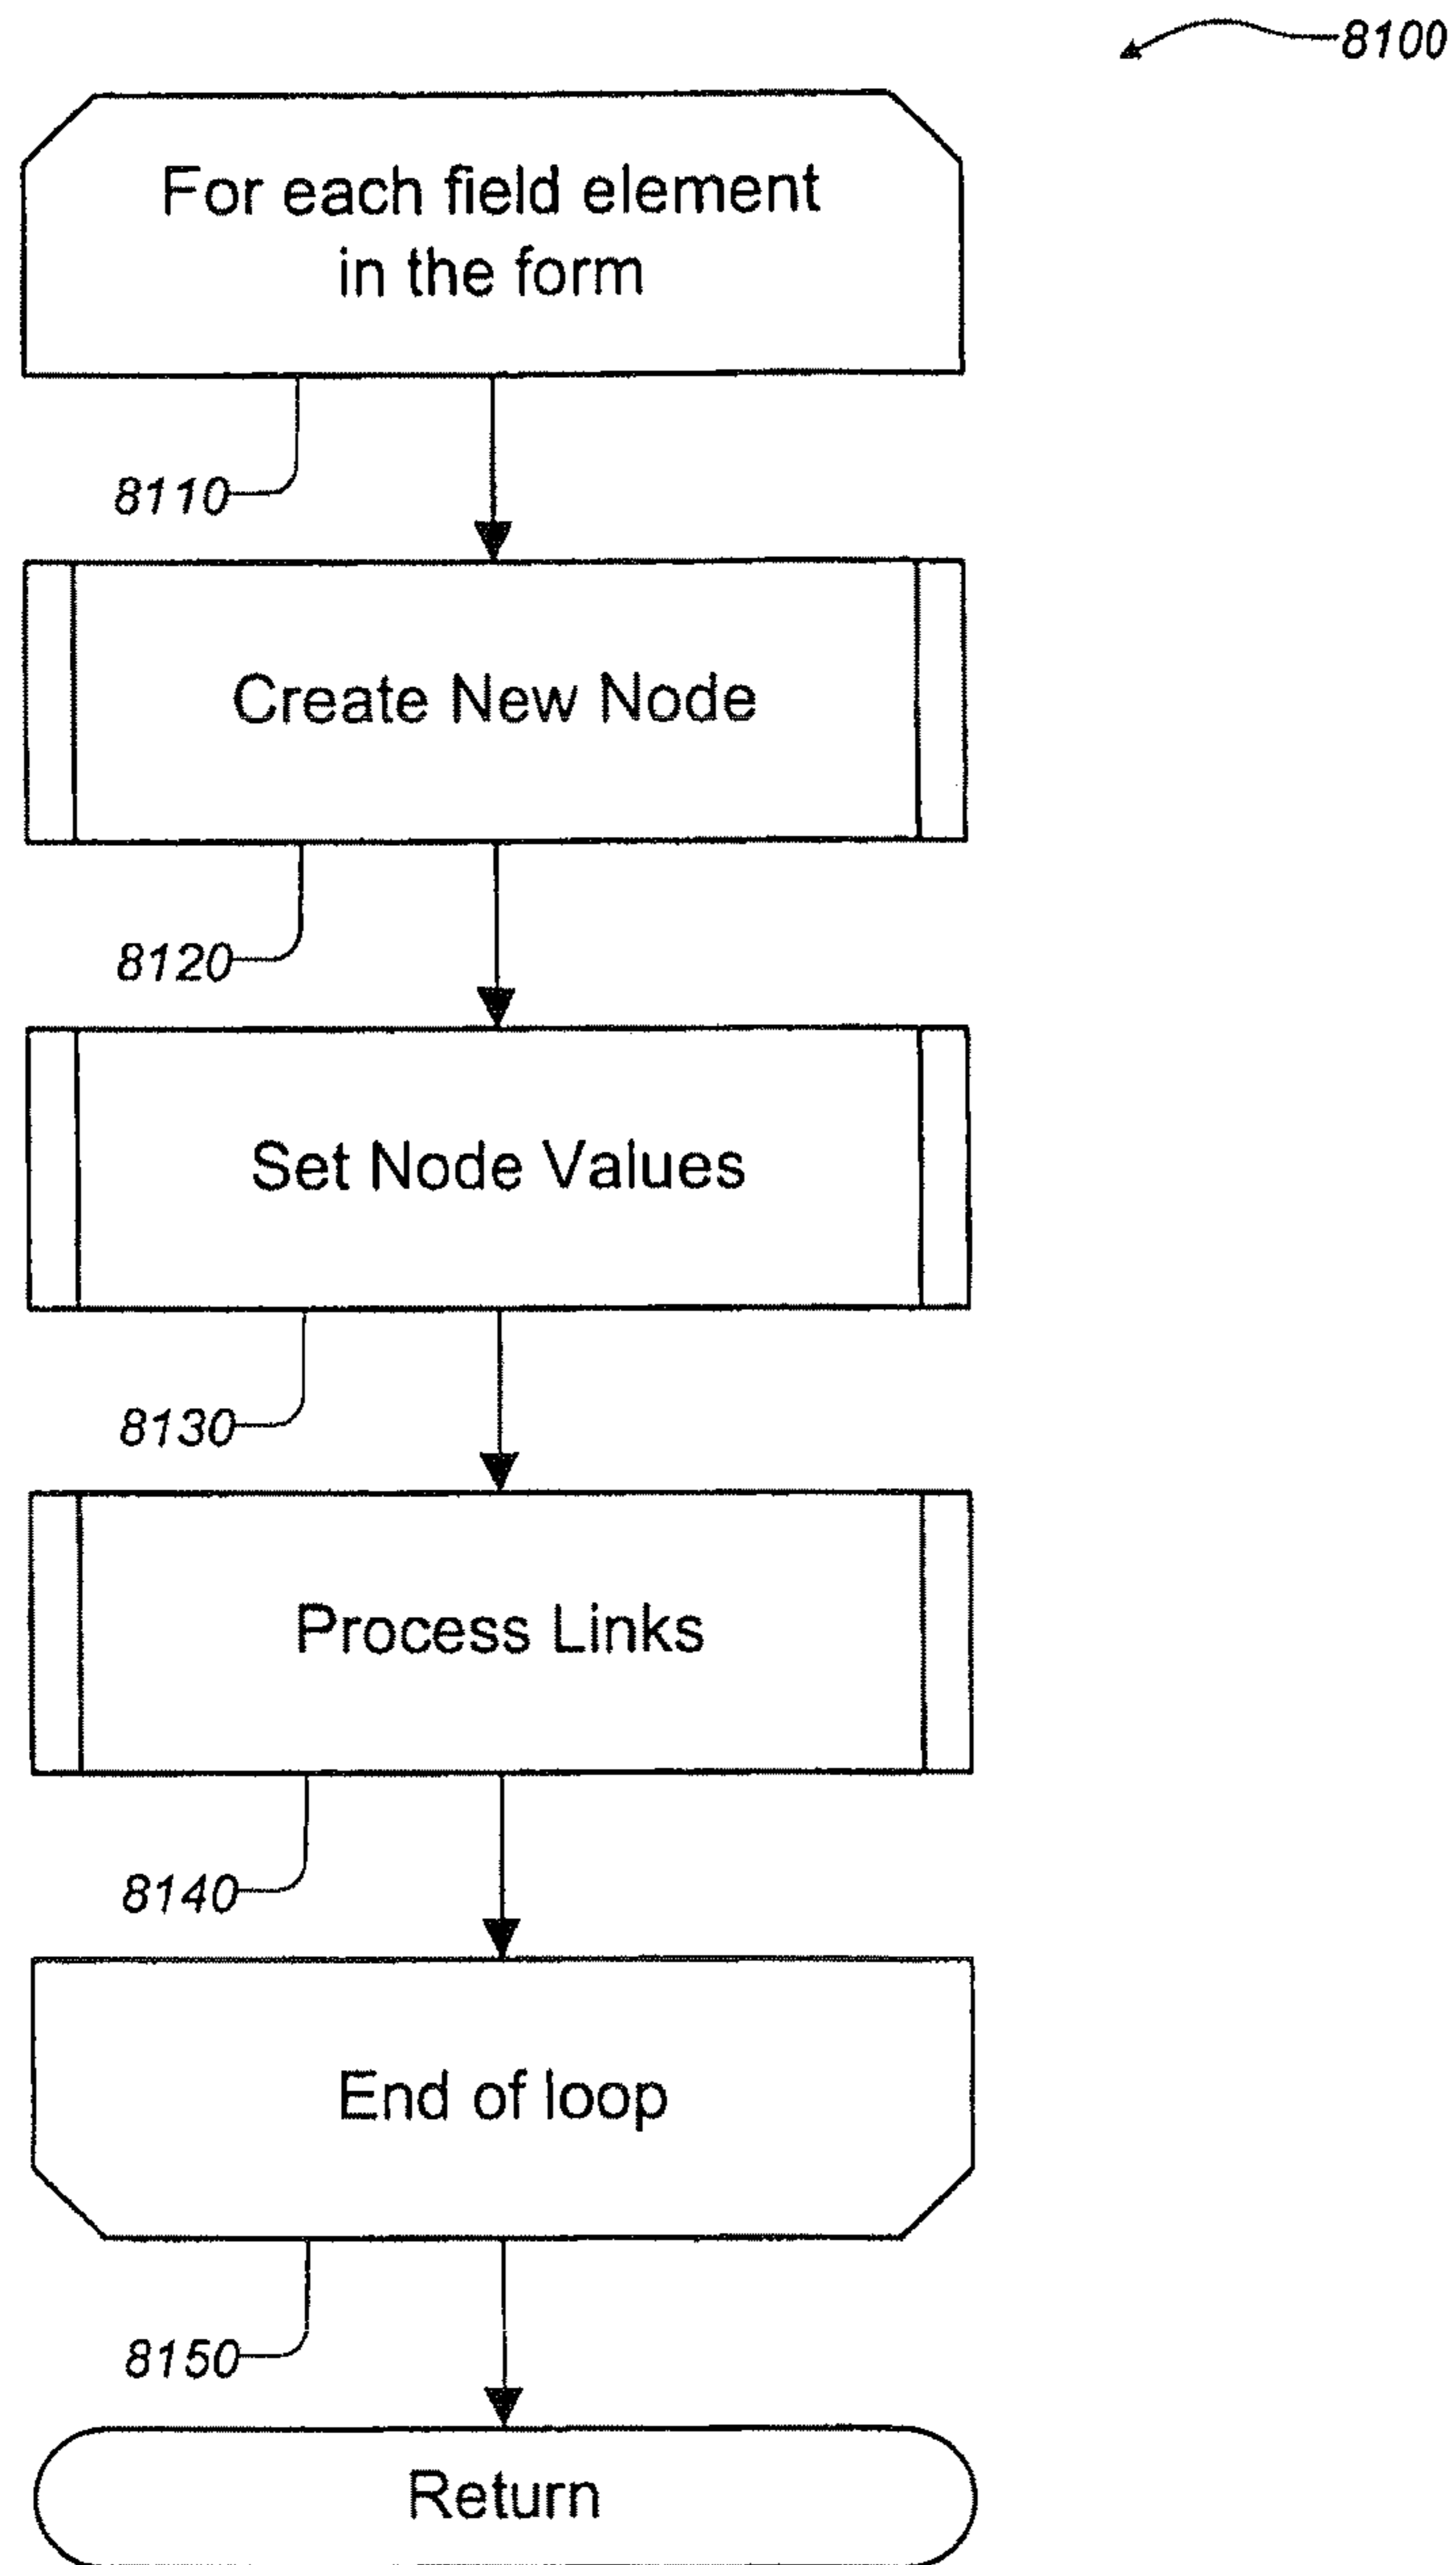 8100
For each field element
in the form
8110
Create New Node
8120
Set Node Values
8130
Process Links
8140
End of loop
8150
Return